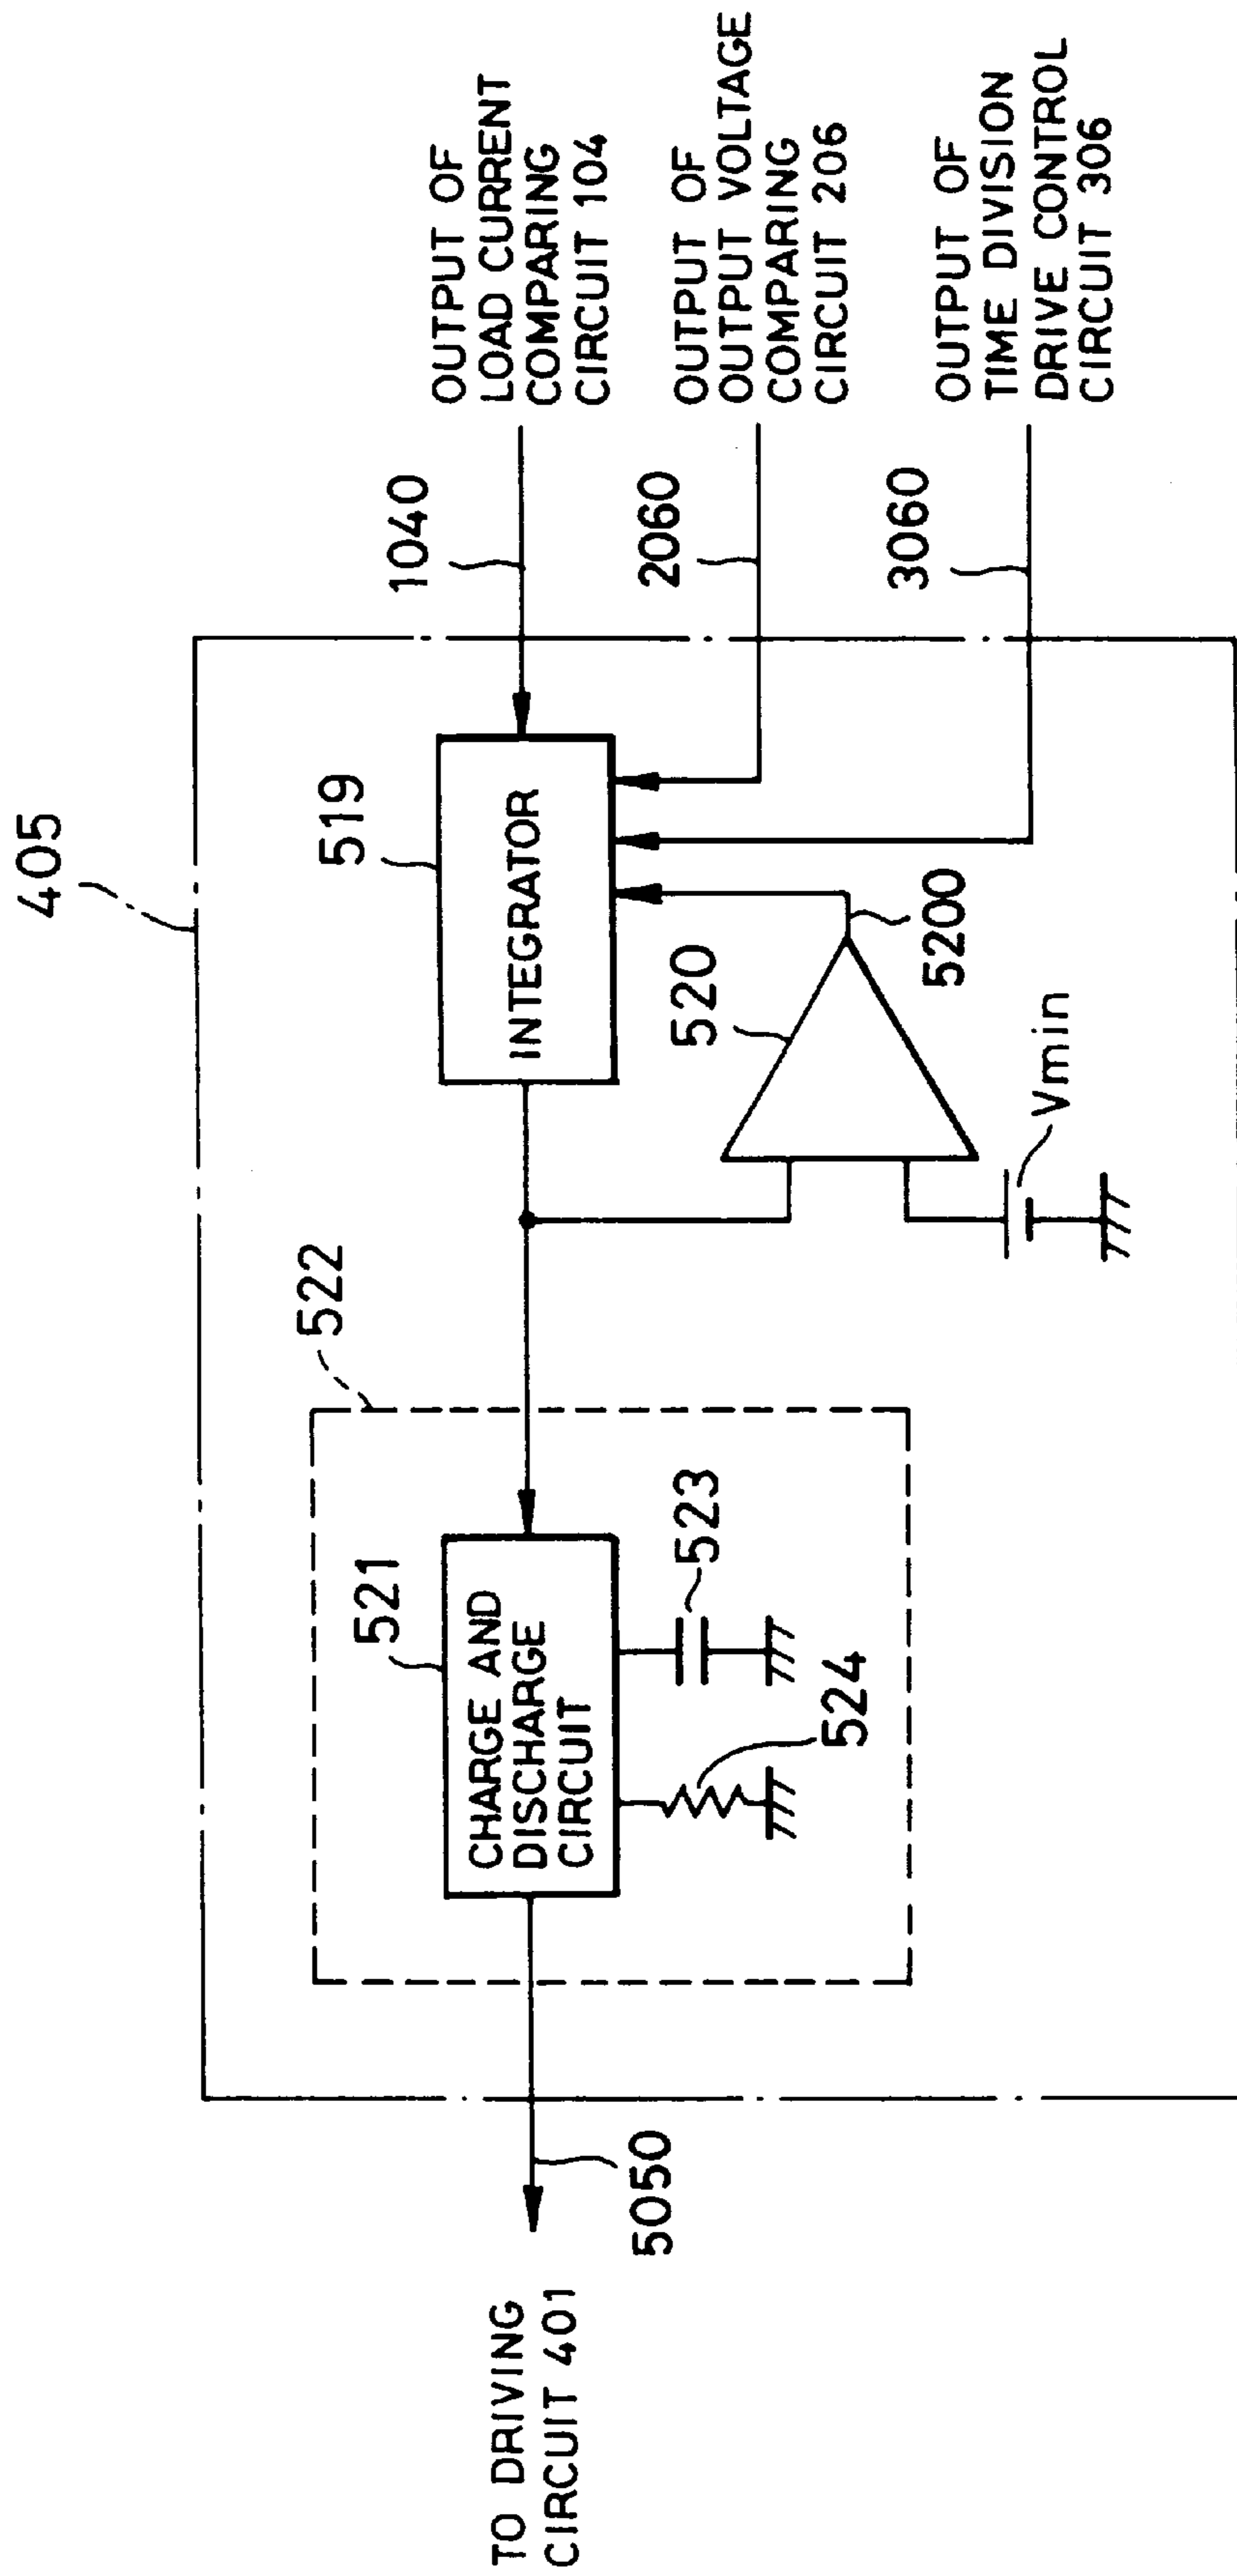 405
519
INTEGRATOR
1040
OUTPUT OF
LOAD CURRENT
COMPARING
CIRCUIT 104
2060
OUTPUT OF
OUTPUT VOLTAGE
COMPARING
CIRCUIT 206
3060
OUTPUT OF
TIME DIVISION
DRIVE CONTROL
CIRCUIT 306
520
5200
Vmin
522
521
CHARGE AND
DISCHARGE
CIRCUIT
523
524
5050
TO DRIVING
CIRCUIT 401